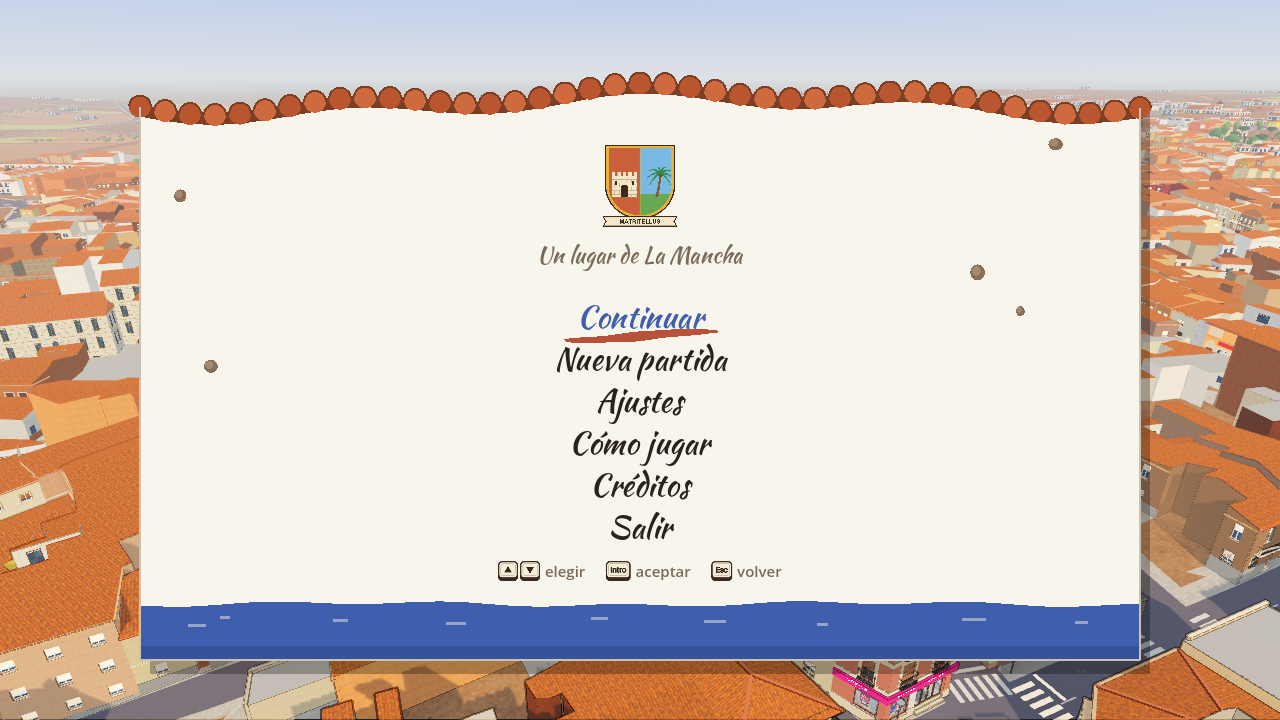 MATRITELLUS
Un lugar de La Mancha
Continuar
Nueva partida
Ajustes
Cómo jugar
Créditos
Salir
elegir Intro aceptar Esc volver